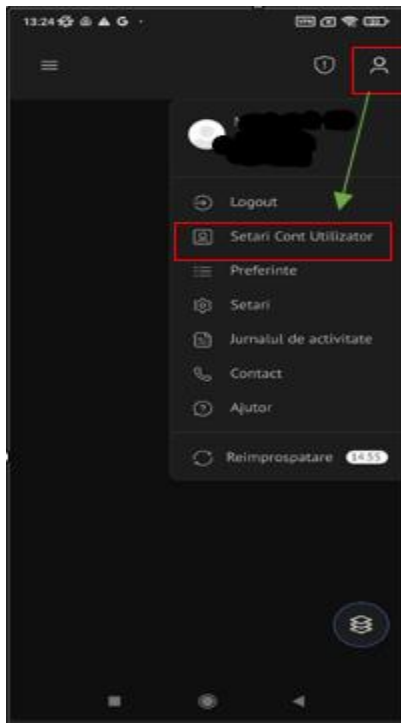 13:24
Logout
Setari Cont Utilizator
Preferinte
Setari
Jurnalul de activitate
Contact
Ajutor
Reimprospatare 14:55